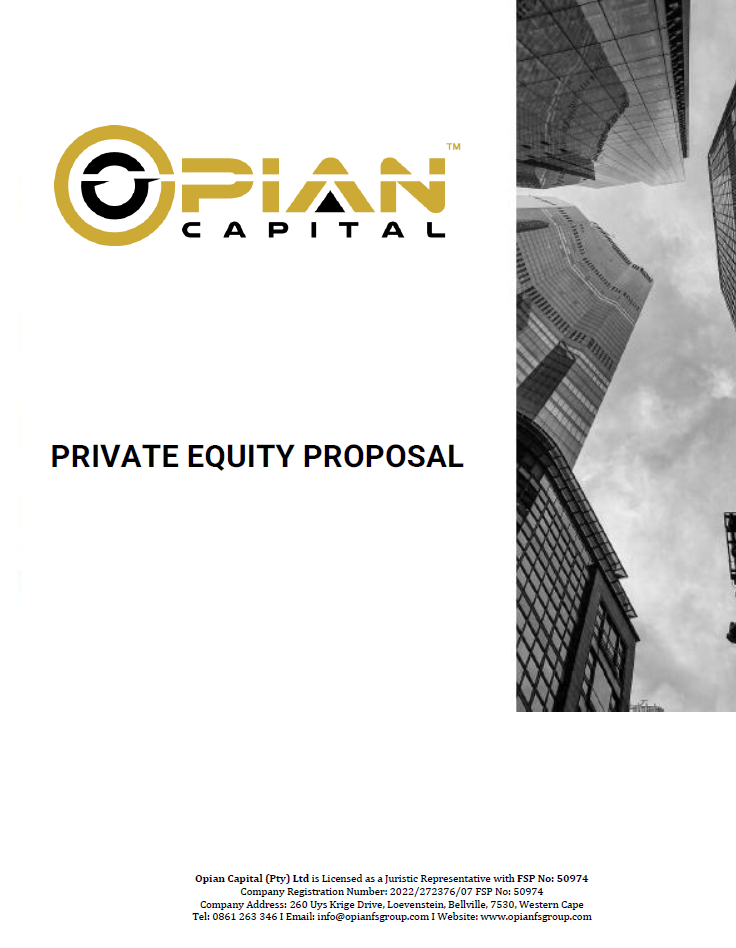 OPIAN
TM
CAPITAL
PRIVATE EQUITY PROPOSAL
Opian Capital (Pty) Ltd is Licensed as a Juristic Representative with FSP No: 50974
Company Registration Number: 2022/272376/07 FSP No: 50974
Company Address: 260 Uys Krige Drive, Loevenstein, Bellville, 7530, Western Cape
Tel: 0861 263 346 I Email: info@opianfsgroup.com I Website: www.opianfsgroup.com